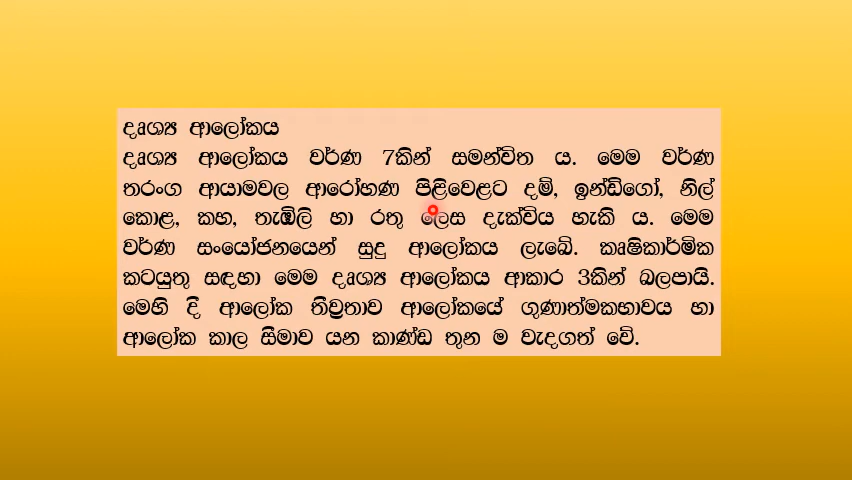 දෘශ්‍ය ආලෝකය
දෘශ්‍ය ආලෝකය වර්ණ 7කින් සමන්විත ය. මෙම වර්ණ
තරංග ආයාමවල ආරෝහණ පිළිවෙළට දම්, ඉන්ඩිගෝ, නිල්
කොළ, කහ, තැඹිලි හා රතු ලෙස දැක්විය හැකි ය. මෙම
වර්ණ සංයෝජනයෙන් සුදු ආලෝකය ලැබේ. කෘෂිකාර්මික
කටයුතු සඳහා මෙම දෘශ්‍ය ආලෝකය ආකාර 3කින් බලපායි.
මෙහි දී ආලෝක තීව්‍රතාව ආලෝකයේ ගුණාත්මකභාවය හා
ආලෝක කාල සීමාව යන කාණ්ඩ තුන ම වැදගත් වේ.